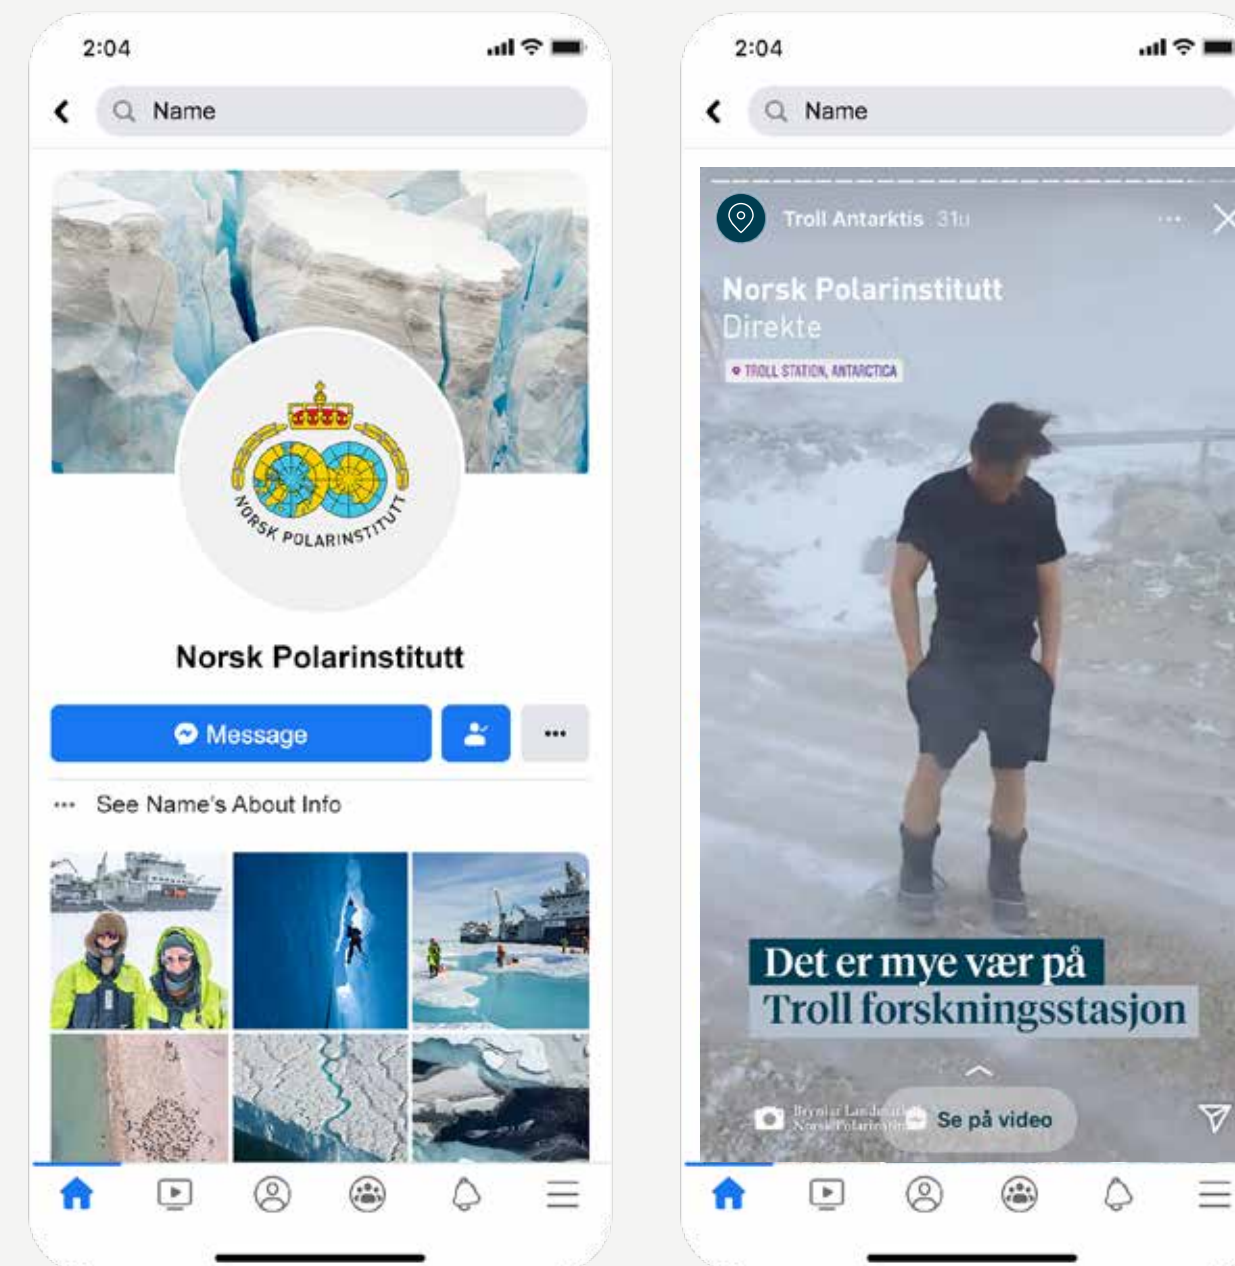 2:04
Name
NORSK POLARINSTITUTT
Norsk Polarinstitutt
Message
See Name's About Info
2:04
Name
Troll Antarktis 31u
Norsk Polarinstitutt
Direkte
TROLL STATION, ANTARCTICA
Det er mye vær på
Troll forskningsstasjon
Se på video